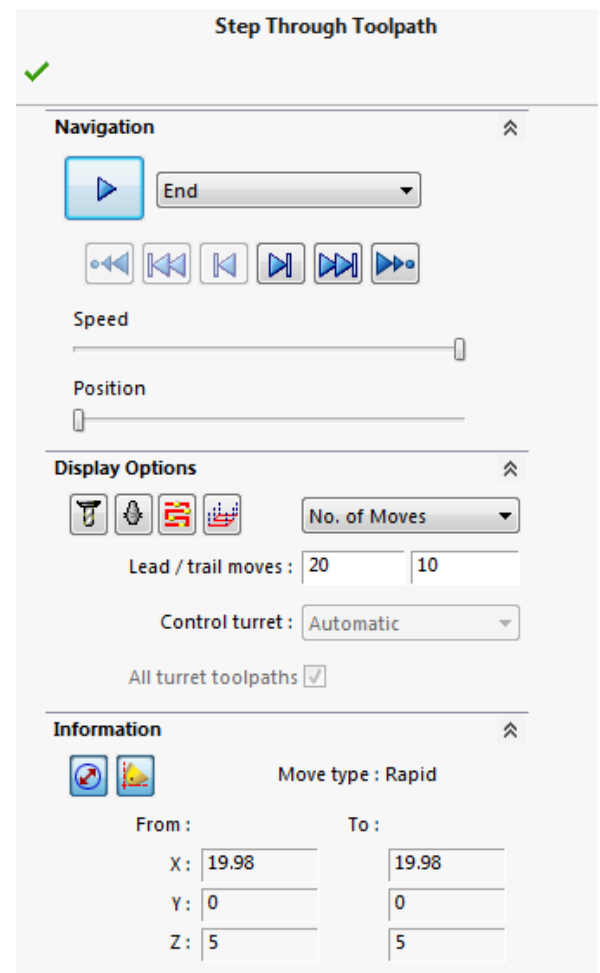 Step Through Toolpath
Navigation
End
Speed
Position
Display Options
No. of Moves
Lead / trail moves : 20 10
Control turret : Automatic
All turret toolpaths
Information
Move type : Rapid
From : To :
X : 19.98 19.98
Y : 0 0
Z : 5 5